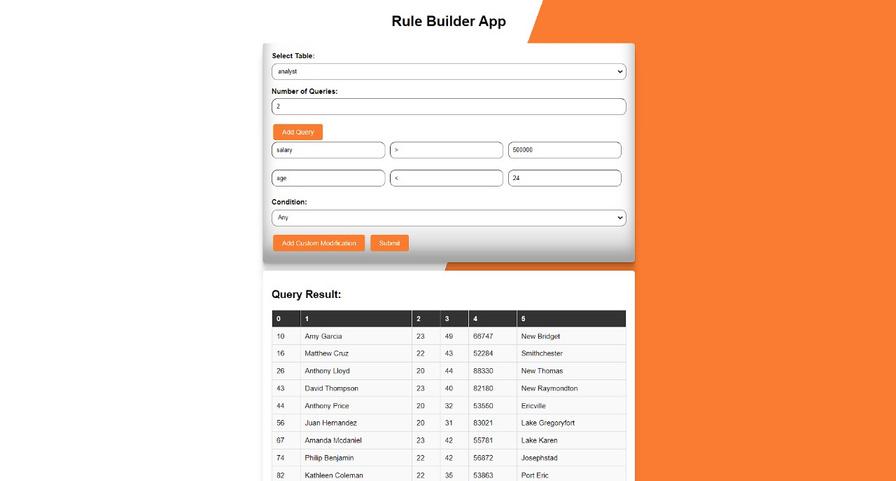 Rule Builder App
Select Table:
analyst
Number of Queries:
2
Add Query
salary > 500000
age < 24
Condition:
Any
Add Custom Modification Submit
Query Result:
0 1 2 3 4 5
10 Amy Garcia 23 49 66747 New Bridget
16 Matthew Cruz 22 43 52284 Smithchester
26 Anthony Lloyd 20 44 88330 New Thomas
43 David Thompson 23 40 82180 New Raymondton
44 Anthony Price 20 32 53550 Ericville
56 Juan Hernandez 20 31 83021 Lake Gregoryfort
67 Amanda Mcdaniel 23 42 55781 Lake Karen
74 Philip Benjamin 22 42 56872 Josephstad
82 Kathleen Coleman 22 35 53863 Port Eric